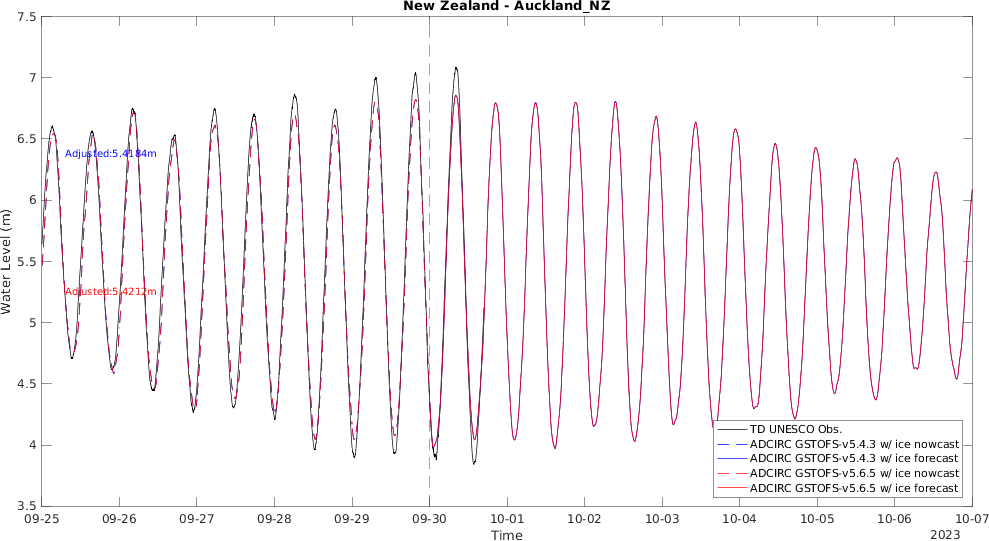 New Zealand - Auckland_NZ
7.5
7
6.5
6
5.5
5
4.5
4
3.5
Water Level (m)
Adjusted:5.4184m
Adjusted:5.4212m
TD UNESCO Obs.
ADCIRC GSTOFS-v5.4.3 w/ ice nowcast
ADCIRC GSTOFS-v5.4.3 w/ ice forecast
ADCIRC GSTOFS-v5.6.5 w/ ice nowcast
ADCIRC GSTOFS-v5.6.5 w/ ice forecast
09-25 09-26 09-27 09-28 09-29 09-30 10-01 10-02 10-03 10-04 10-05 10-06 10-07
Time
2023